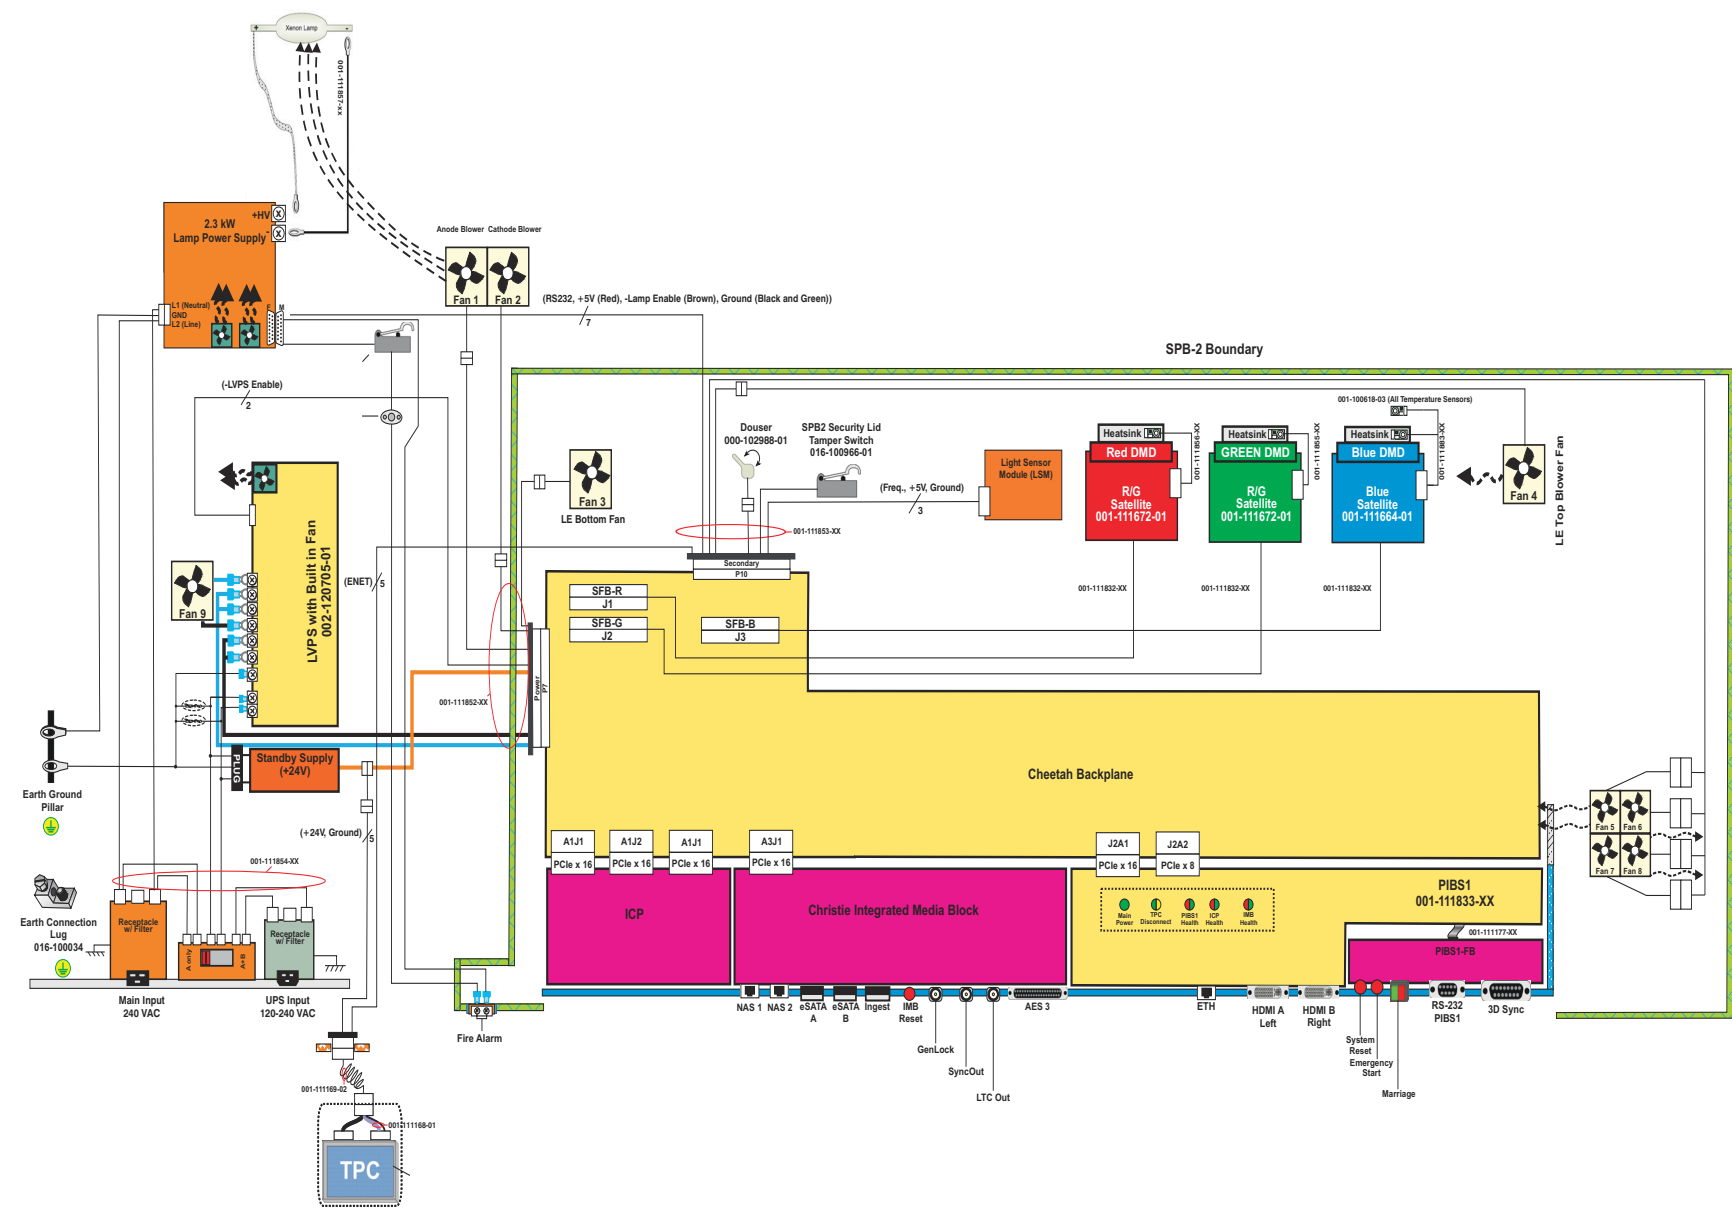 Xenon Lamp
+
-
001-111857-xx
2.3 kW
Lamp Power Supply
+HV
-
L1 (Neutral)
GND
L2 (Line)
F
M
Anode Blower
Cathode Blower
Fan 1
Fan 2
(RS232, +5V (Red), -Lamp Enable (Brown), Ground (Black and Green))
7
SPB-2 Boundary
(-LVPS Enable)
2
LVPS with Built in Fan
002-120705-01
Fan 9
(ENET)
5
Fan 3
LE Bottom Fan
Douser
000-102988-01
SPB2 Security Lid
Tamper Switch
016-100966-01
(Freq., +5V, Ground)
3
Light Sensor
Module (LSM)
001-111853-XX
001-100618-03 (All Temperature Sensors)
Heatsink
Red DMD
R/G
Satellite
001-111672-01
001-111856-XX
Heatsink
GREEN DMD
R/G
Satellite
001-111672-01
001-111855-XX
Heatsink
Blue DMD
Blue
Satellite
001-111664-01
001-111883-XX
Fan 4
LE Top Blower Fan
Secondary
P10
SFB-R
J1
SFB-G
J2
SFB-B
J3
001-111832-XX
001-111832-XX
001-111832-XX
Power
P7
001-111852-XX
Standby Supply
(+24V)
PLUG
Earth Ground
Pillar
(+24V, Ground)
5
Cheetah Backplane
Fan 5
Fan 6
Fan 7
Fan 8
A1J1
PCIe x 16
A1J2
PCIe x 16
A1J1
PCIe x 16
A3J1
PCIe x 16
J2A1
PCIe x 16
J2A2
PCIe x 8
ICP
Christie Integrated Media Block
PIBS1
001-111833-XX
Main
Power
TPC
Disconnect
PIBS1
Health
ICP
Health
IMB
Health
001-111177-XX
PIBS1-FB
001-111854-XX
Earth Connection
Lug
016-100034
Receptacle
w/ Filter
A only
A+B
Receptacle
w/ Filter
Main Input
240 VAC
UPS Input
120-240 VAC
Fire Alarm
NAS 1
NAS 2
eSATA
A
eSATA
B
Ingest
IMB
Reset
GenLock
SyncOut
LTC Out
AES 3
ETH
HDMI A
Left
HDMI B
Right
System
Reset
Emergency
Start
Marriage
RS-232
PIBS1
3D Sync
001-111169-02
001-111168-01
TPC